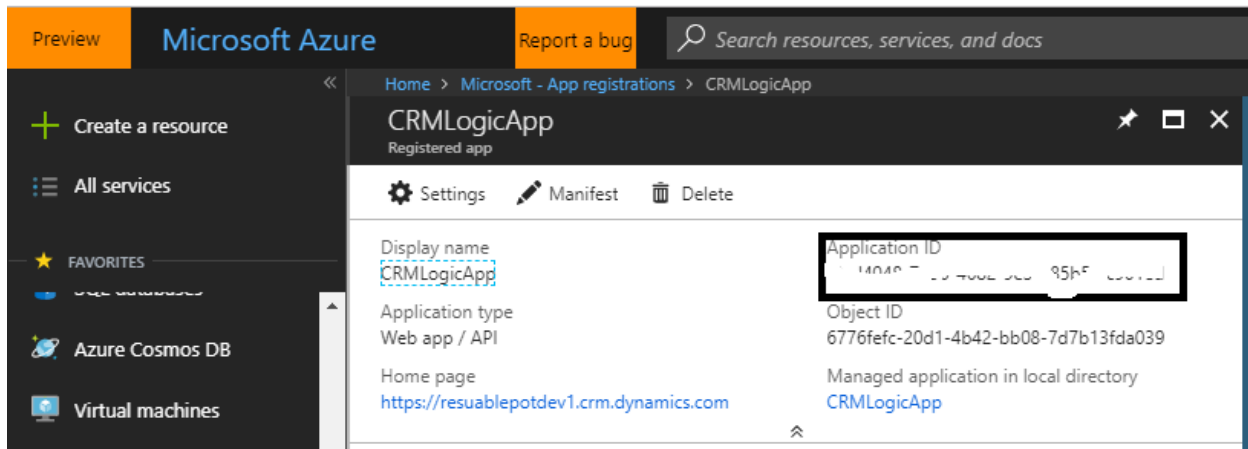 Preview
Microsoft Azure
Report a bug
Search resources, services, and docs
Home > Microsoft - App registrations > CRMLogicApp
Create a resource
All services
FAVORITES
Azure Cosmos DB
Virtual machines
CRMLogicApp
Registered app
Settings Manifest Delete
Display name
CRMLogicApp
Application ID
Application type
Web app / API
Object ID
6776fefc-20d1-4b42-bb08-7d7b13fda039
Home page
https://resuablepotdev1.crm.dynamics.com
Managed application in local directory
CRMLogicApp